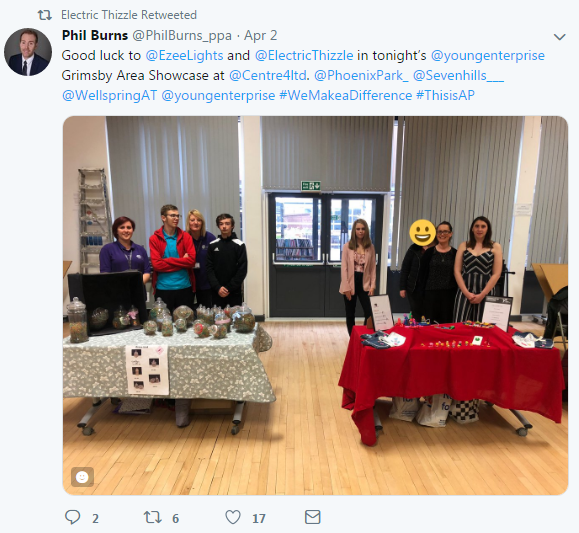 Electric Thizzle Retweeted
Phil Burns @PhilBurns_ppa · Apr 2
Good luck to @EzeeLights and @ElectricThizzle in tonight's @youngenterprise
Grimsby Area Showcase at @Centre4ltd. @PhoenixPark_ @Sevenhills___
@WellspringAT @youngenterprise #WeMakeaDifference #ThisisAP
2 6 17